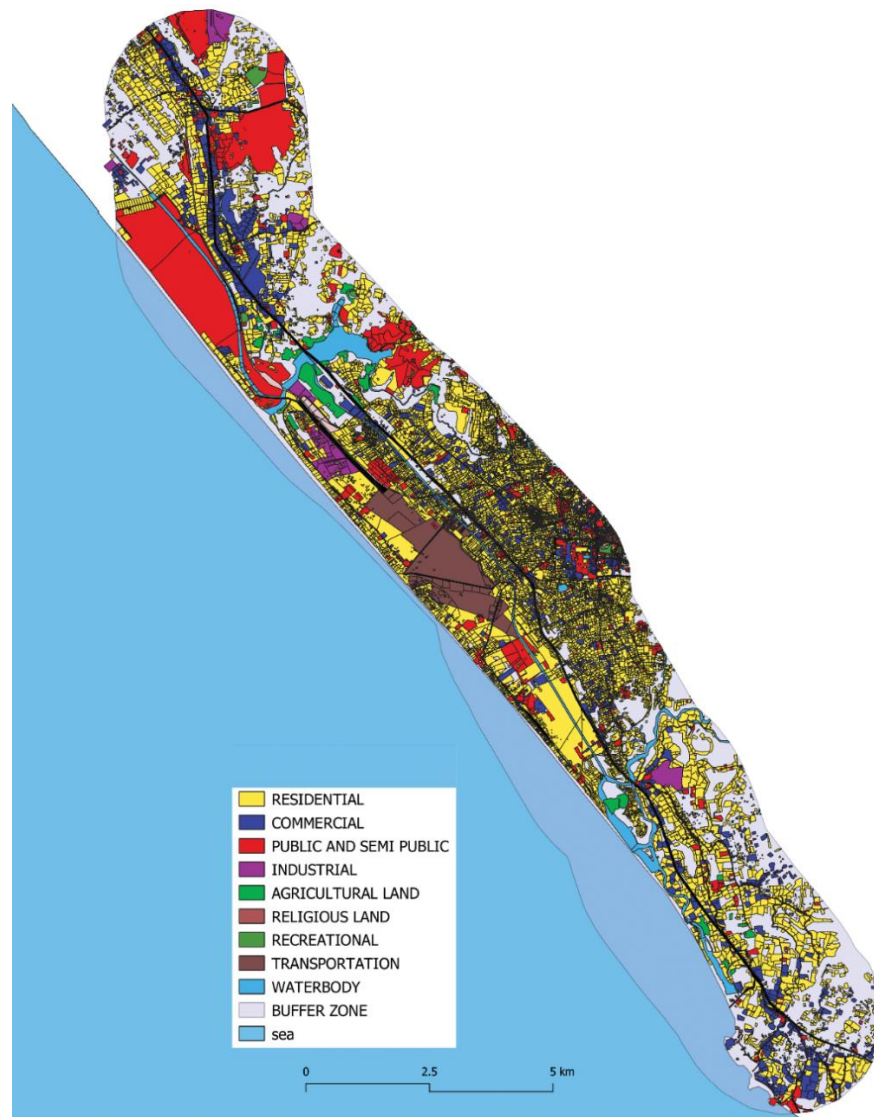 RESIDENTIAL
COMMERCIAL
PUBLIC AND SEMI PUBLIC
INDUSTRIAL
AGRICULTURAL LAND
RELIGIOUS LAND
RECREATIONAL
TRANSPORTATION
WATERBODY
BUFFER ZONE
sea
0 2.5 5 km